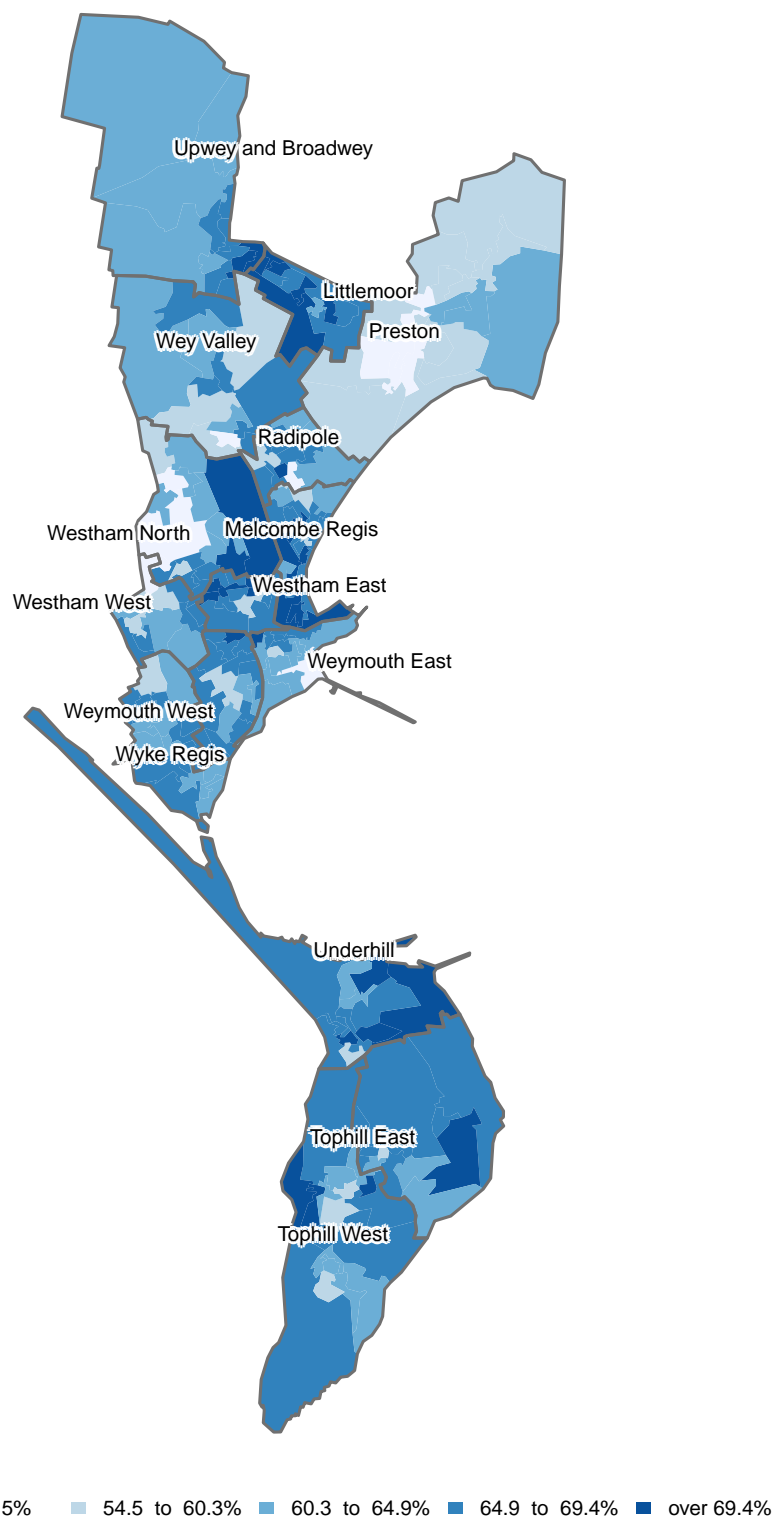 Upwey and Broadwey
Littlemoor
Preston
Wey Valley
Radipole
Westham North
Melcombe Regis
Westham East
Westham West
Weymouth East
Weymouth West
Wyke Regis
Underhill
Tophill East
Tophill West
5% 54.5 to 60.3% 60.3 to 64.9% 64.9 to 69.4% over 69.4%